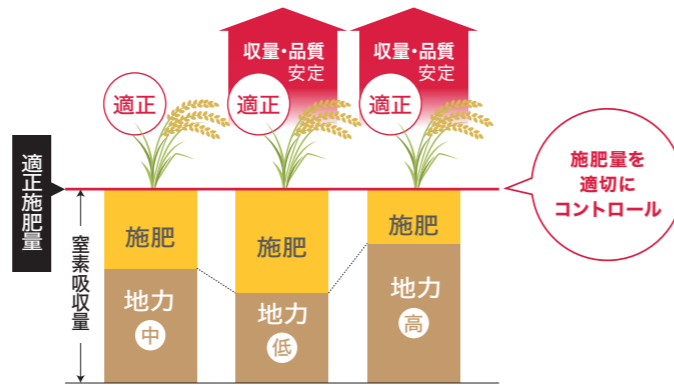 収量・品質
安定
収量・品質
安定
適正
適正
適正
適正施肥量
施肥量を
適切に
コントロール
窒素吸収量
施肥
施肥
施肥
地力
中
地力
低
地力
高